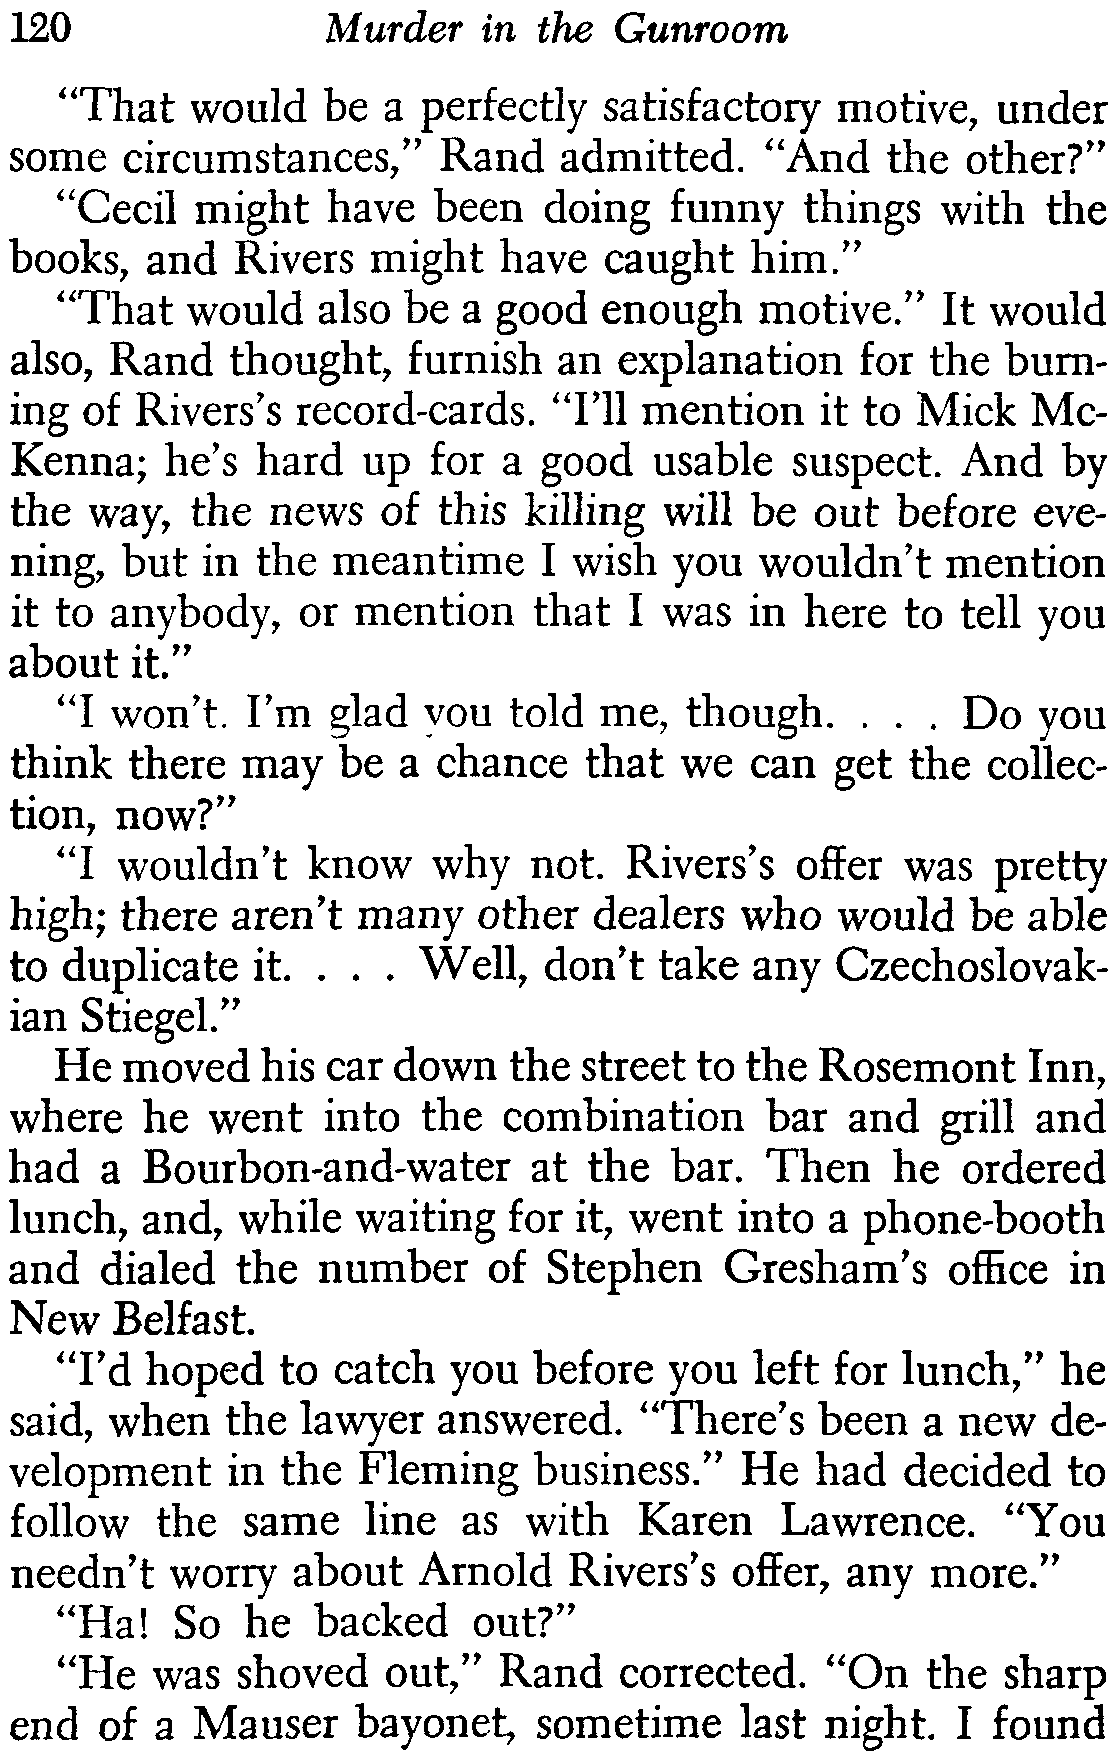 120 Murder in the Gunroom
“That would be a perfectly satisfactory motive, under
some circumstances,” Rand admitted. “And the other?”
“Cecil might have been doing funny things with the
books, and Rivers might have caught him.”
“That would also be a good enough motive.” It would
also, Rand thought, furnish an explanation for the burn-
ing of Rivers’s record-cards. “I’ll mention it to Mick Mc-
Kenna; he’s hard up for a good usable suspect. And by
the way, the news of this killing will be out before eve-
ning, but in the meantime I wish you wouldn’t mention
it to anybody, or mention that I was in here to tell you
about it.”
“I won’t. I’m glad you told me, though. . . . Do you
think there may be a chance that we can get the collec-
tion, now?”
“I wouldn’t know why not. Rivers’s offer was pretty
high; there aren’t many other dealers who would be able
to duplicate it. . . . Well, don’t take any Czechoslovak-
ian Stiegel.”
He moved his car down the street to the Rosemont Inn,
where he went into the combination bar and grill and
had a Bourbon-and-water at the bar. Then he ordered
lunch, and, while waiting for it, went into a phone-booth
and dialed the number of Stephen Gresham’s office in
New Belfast.
“I’d hoped to catch you before you left for lunch,” he
said, when the lawyer answered. “There’s been a new de-
velopment in the Fleming business.” He had decided to
follow the same line as with Karen Lawrence. “You
needn’t worry about Arnold Rivers’s offer, any more.”
“Ha! So he backed out?”
“He was shoved out,” Rand corrected. “On the sharp
end of a Mauser bayonet, sometime last night. I found